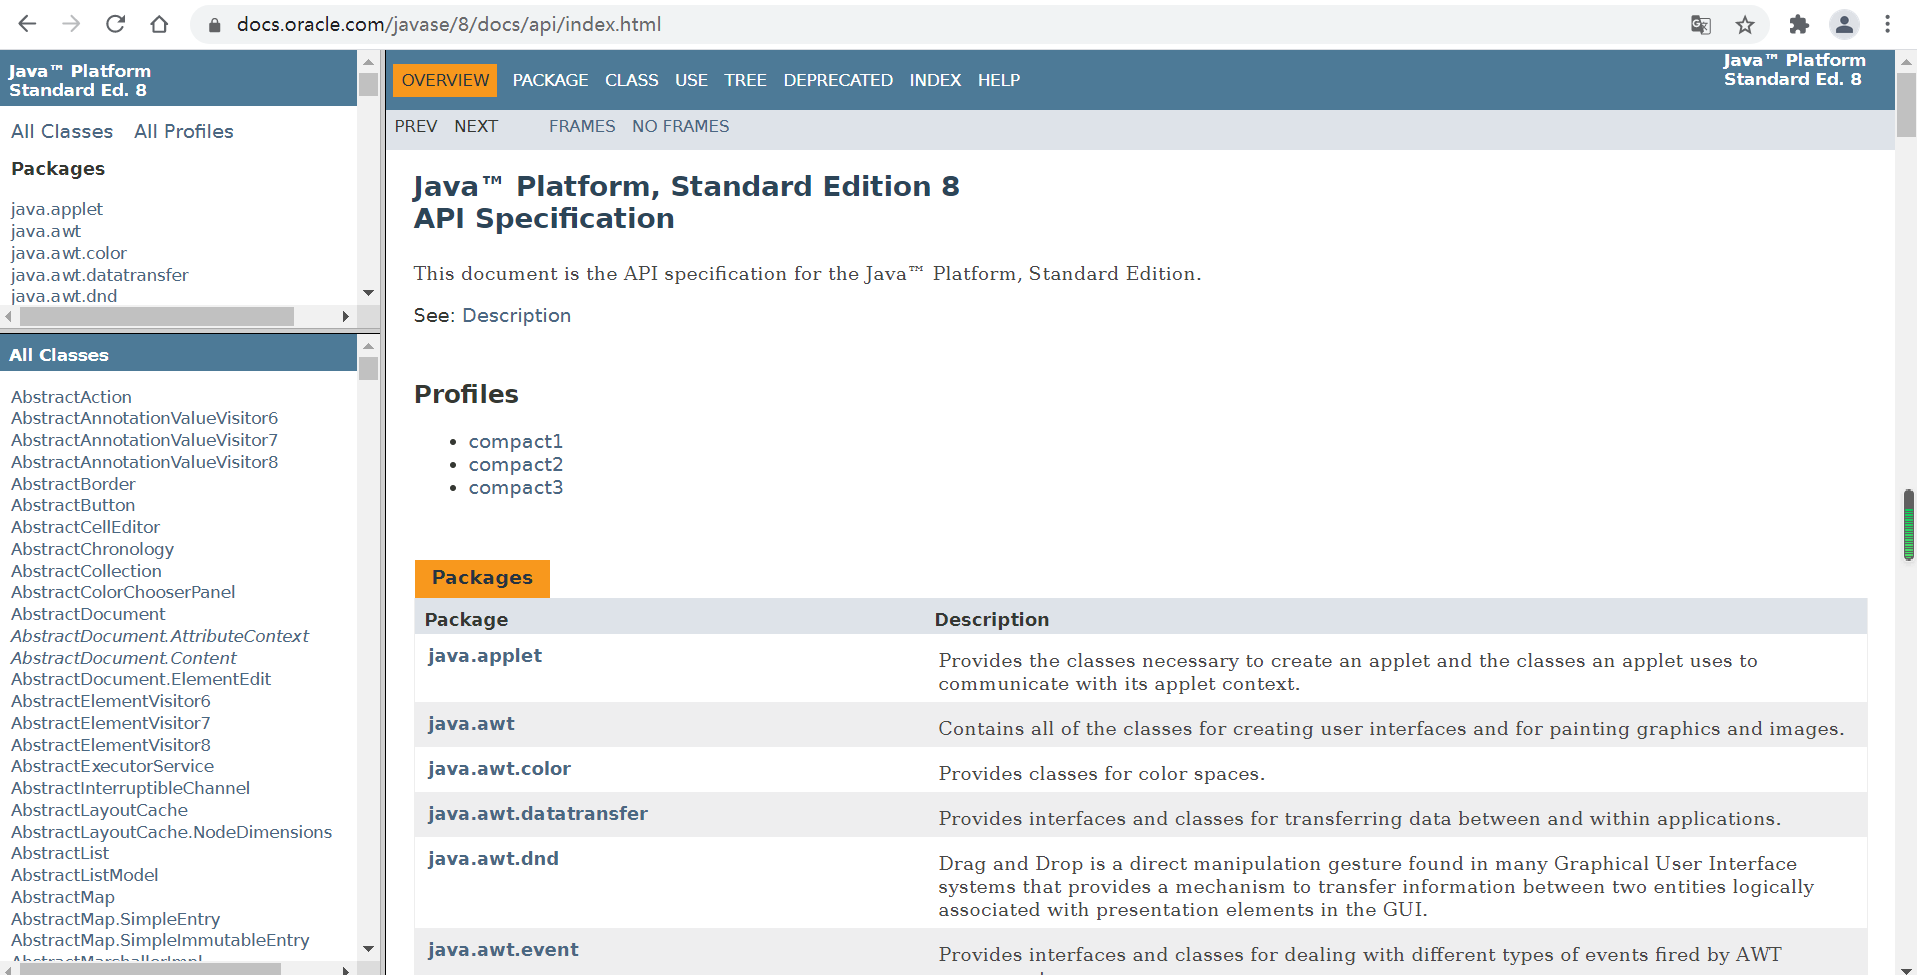 docs.oracle.com/javase/8/docs/api/index.html
Java™ Platform
Standard Ed. 8
All Classes All Profiles
Packages
java.applet
java.awt
java.awt.color
java.awt.datatransfer
java.awt.dnd
All Classes
AbstractAction
AbstractAnnotationValueVisitor6
AbstractAnnotationValueVisitor7
AbstractAnnotationValueVisitor8
AbstractBorder
AbstractButton
AbstractCellEditor
AbstractChronology
AbstractCollection
AbstractColorChooserPanel
AbstractDocument
AbstractDocument.AttributeContext
AbstractDocument.Content
AbstractDocument.ElementEdit
AbstractElementVisitor6
AbstractElementVisitor7
AbstractElementVisitor8
AbstractExecutorService
AbstractInterruptibleChannel
AbstractLayoutCache
AbstractLayoutCache.NodeDimensions
AbstractList
AbstractListModel
AbstractMap
AbstractMap.SimpleEntry
AbstractMap.SimpleImmutableEntry
AbstractMarshallerImpl
OVERVIEW PACKAGE CLASS USE TREE DEPRECATED INDEX HELP
Java™ Platform
Standard Ed. 8
PREV NEXT FRAMES NO FRAMES
Java™ Platform, Standard Edition 8
API Specification
This document is the API specification for the Java™ Platform, Standard Edition.
See: Description
Profiles
• compact1
• compact2
• compact3
Packages
Package Description
java.applet Provides the classes necessary to create an applet and the classes an applet uses to
communicate with its applet context.
java.awt Contains all of the classes for creating user interfaces and for painting graphics and images.
java.awt.color Provides classes for color spaces.
java.awt.datatransfer Provides interfaces and classes for transferring data between and within applications.
java.awt.dnd Drag and Drop is a direct manipulation gesture found in many Graphical User Interface
systems that provides a mechanism to transfer information between two entities logically
associated with presentation elements in the GUI.
java.awt.event Provides interfaces and classes for dealing with different types of events fired by AWT